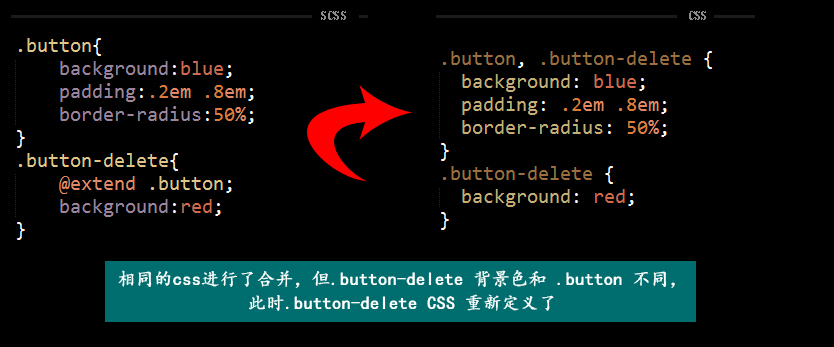 SCSS
.button{
    background:blue;
    padding:.2em .8em;
    border-radius:50%;
}
.button-delete{
    @extend .button;
    background:red;
}
CSS
.button, .button-delete {
  background: blue;
  padding: .2em .8em;
  border-radius: 50%;
}
.button-delete {
  background: red;
}
相同的css进行了合并，但.button-delete 背景色和 .button 不同，
此时.button-delete CSS 重新定义了